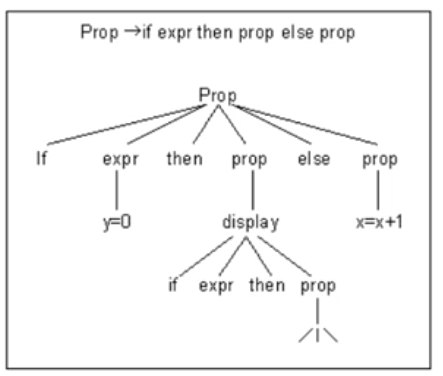 Prop →if expr then prop else prop
Prop
If expr then prop else prop
y=0 display x=x+1
if expr then prop